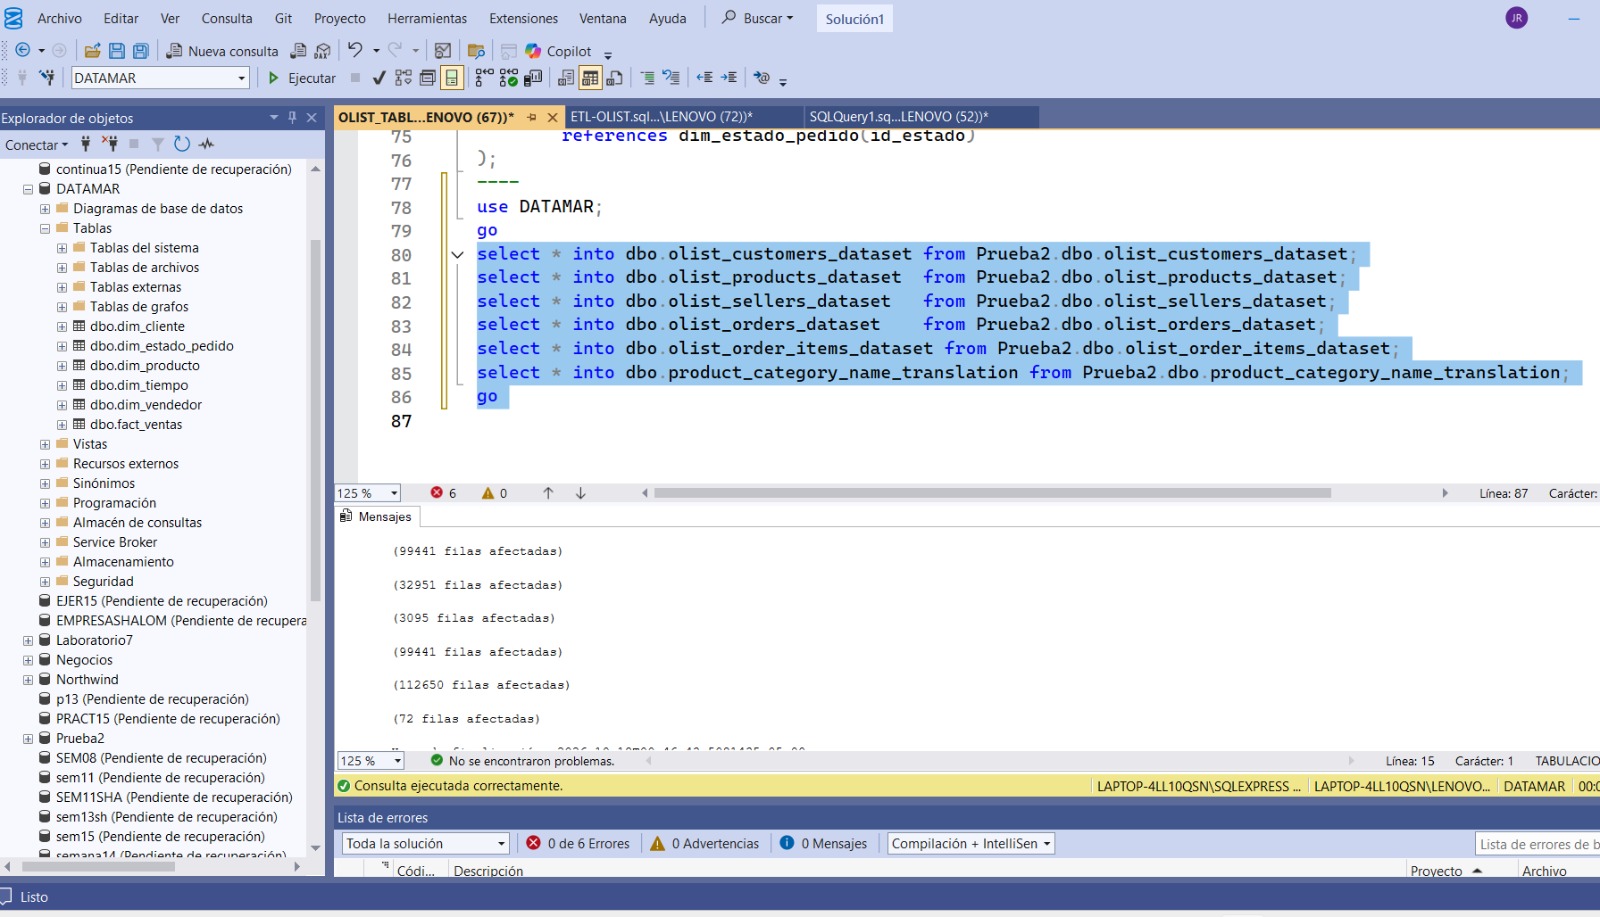 Archivo Editar Ver Consulta Git Proyecto Herramientas Extensiones Ventana Ayuda Buscar Solución1 JR
Nueva consulta DAX Copilot
DATAMAR Ejecutar
Explorador de objetos
Conectar
continua15 (Pendiente de recuperación)
DATAMAR
Diagramas de base de datos
Tablas
Tablas del sistema
Tablas de archivos
Tablas externas
Tablas de grafos
dbo.dim_cliente
dbo.dim_estado_pedido
dbo.dim_producto
dbo.dim_tiempo
dbo.dim_vendedor
dbo.fact_ventas
Vistas
Recursos externos
Sinónimos
Programación
Almacén de consultas
Service Broker
Almacenamiento
Seguridad
EJER15 (Pendiente de recuperación)
EMPRESASHALOM (Pendiente de recupera
Laboratorio7
Negocios
Northwind
p13 (Pendiente de recuperación)
PRACT15 (Pendiente de recuperación)
Prueba2
SEM08 (Pendiente de recuperación)
sem11 (Pendiente de recuperación)
SEM11SHA (Pendiente de recuperación)
sem13sh (Pendiente de recuperación)
sem15 (Pendiente de recuperación)
semana14 (Pendiente de recuperación)
OLIST_TABL...ENOVO (67))* ETL-OLIST.sql...\LENOVO (72))* SQLQuery1.sq...LENOVO (52))*
75 references dim_estado_pedido(id_estado)
76 );
77 ----
78 use DATAMAR;
79 go
80 select * into dbo.olist_customers_dataset from Prueba2.dbo.olist_customers_dataset;
81 select * into dbo.olist_products_dataset from Prueba2.dbo.olist_products_dataset;
82 select * into dbo.olist_sellers_dataset from Prueba2.dbo.olist_sellers_dataset;
83 select * into dbo.olist_orders_dataset from Prueba2.dbo.olist_orders_dataset;
84 select * into dbo.olist_order_items_dataset from Prueba2.dbo.olist_order_items_dataset;
85 select * into dbo.product_category_name_translation from Prueba2.dbo.product_category_name_translation;
86 go
87
125 % 6 0 Línea: 87 Carácter:
Mensajes
(99441 filas afectadas)
(32951 filas afectadas)
(3095 filas afectadas)
(99441 filas afectadas)
(112650 filas afectadas)
(72 filas afectadas)
125 % No se encontraron problemas. Línea: 15 Carácter: 1 TABULACIO
Consulta ejecutada correctamente. LAPTOP-4LL10QSN\SQLEXPRESS ... LAPTOP-4LL10QSN\LENOVO... DATAMAR 00:0
Lista de errores
Toda la solución 0 de 6 Errores 0 Advertencias 0 Mensajes Compilación + IntelliSen Lista de errores de b
Códi... Descripción Proyecto Archivo
Listo